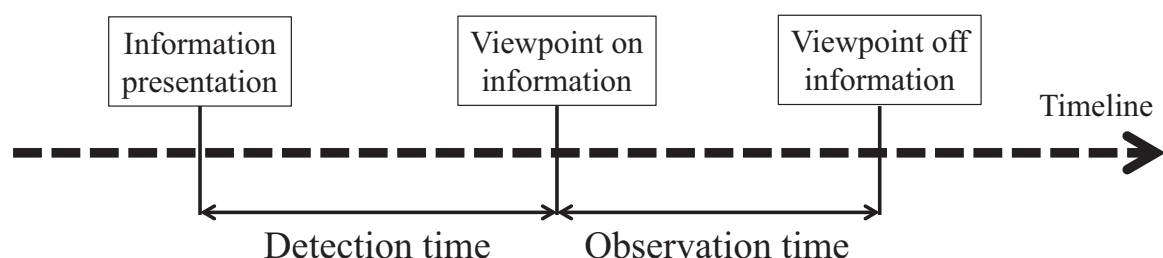 Information
presentation
Viewpoint on
information
Viewpoint off
information
Timeline
Detection time
Observation time